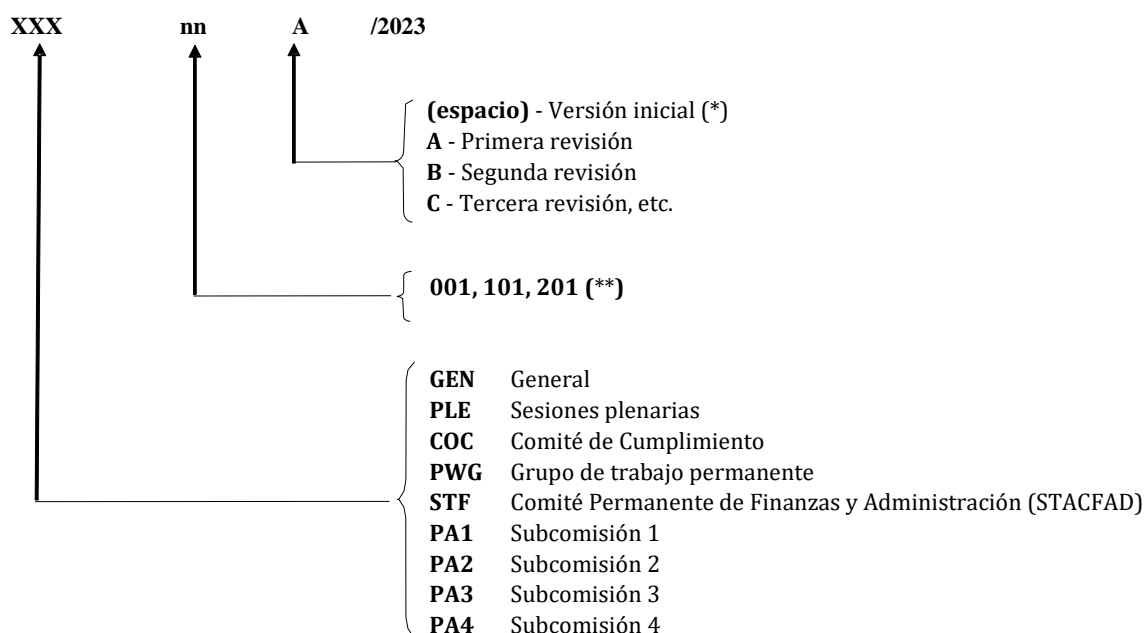 XXX nn A /2023
(espacio) - Versión inicial (*)
A - Primera revisión
B - Segunda revisión
C - Tercera revisión, etc.
001, 101, 201 (**)
GEN General
PLE Sesiones plenarias
COC Comité de Cumplimiento
PWG Grupo de trabajo permanente
STF Comité Permanente de Finanzas y Administración (STACFAD)
PA1 Subcomisión 1
PA2 Subcomisión 2
PA3 Subcomisión 3
PA4 Subcomisión 4